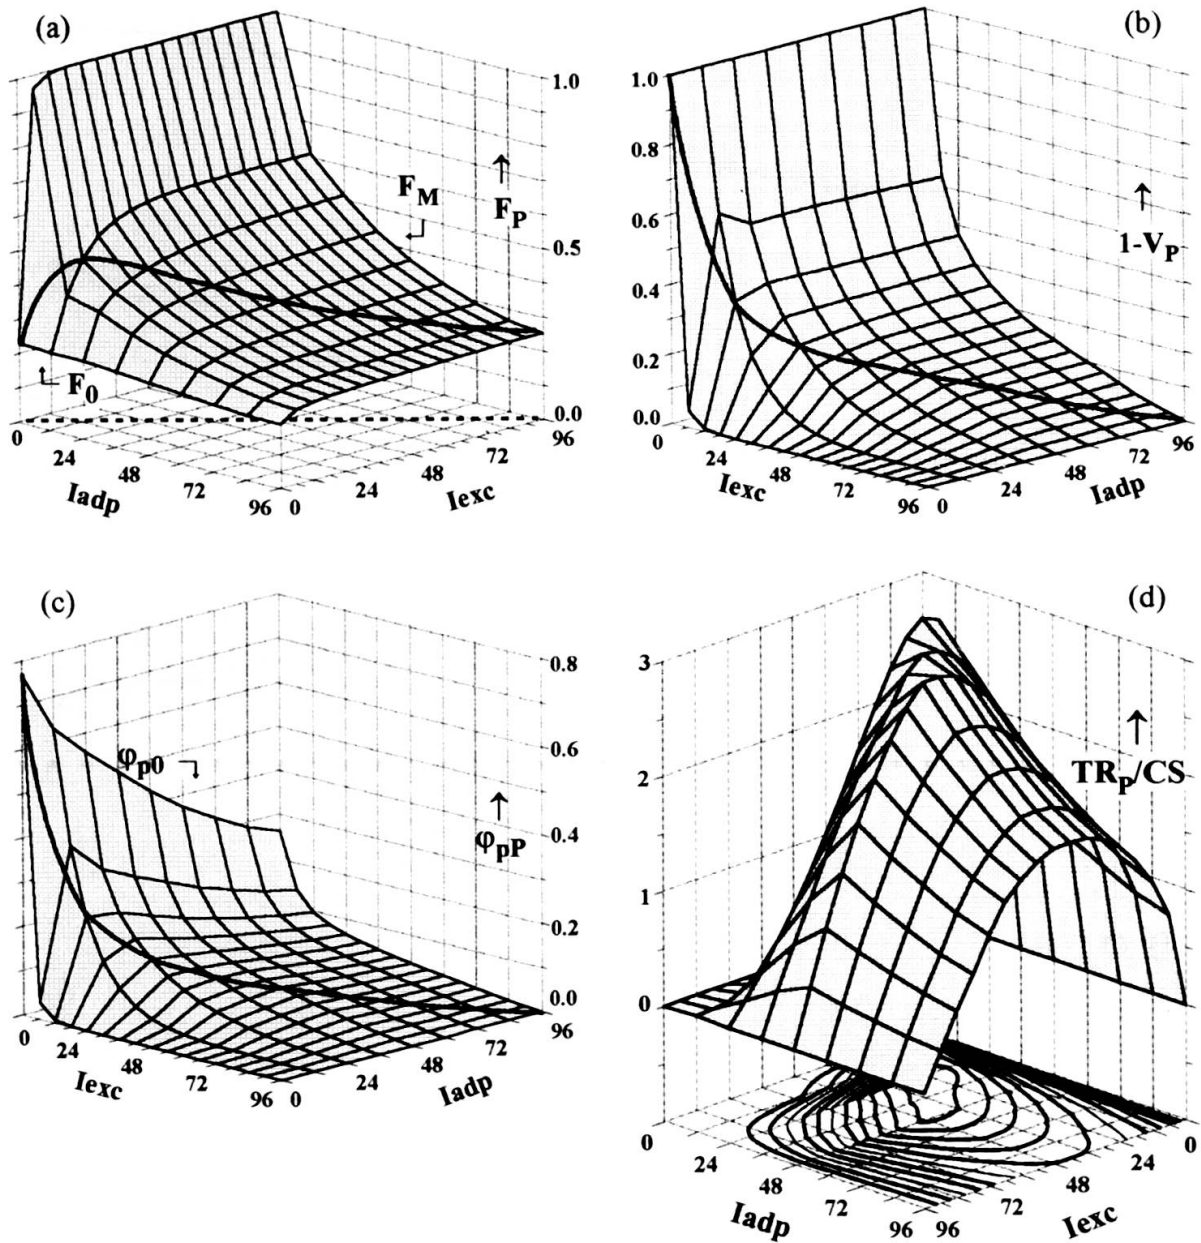 (a)
1.0
F_M
F_P
0.5
F_0
0.0
0 24 48 72 96
Iadp
0 24 48 72 96
Iexc
(b)
1.0
0.8
0.6
1-V_P
0.4
0.2
0.0
0 24 48 72 96
Iexc
0 24 48 72 96
Iadp
(c)
0.8
φ_p0
0.6
φ_pP
0.4
0.2
0.0
0 24 48 72 96
Iexc
0 24 48 72 96
Iadp
(d)
3
TR_P/CS
2
1
0
0 24 48 72 96
Iadp
96 72 48 24 0
Iexc